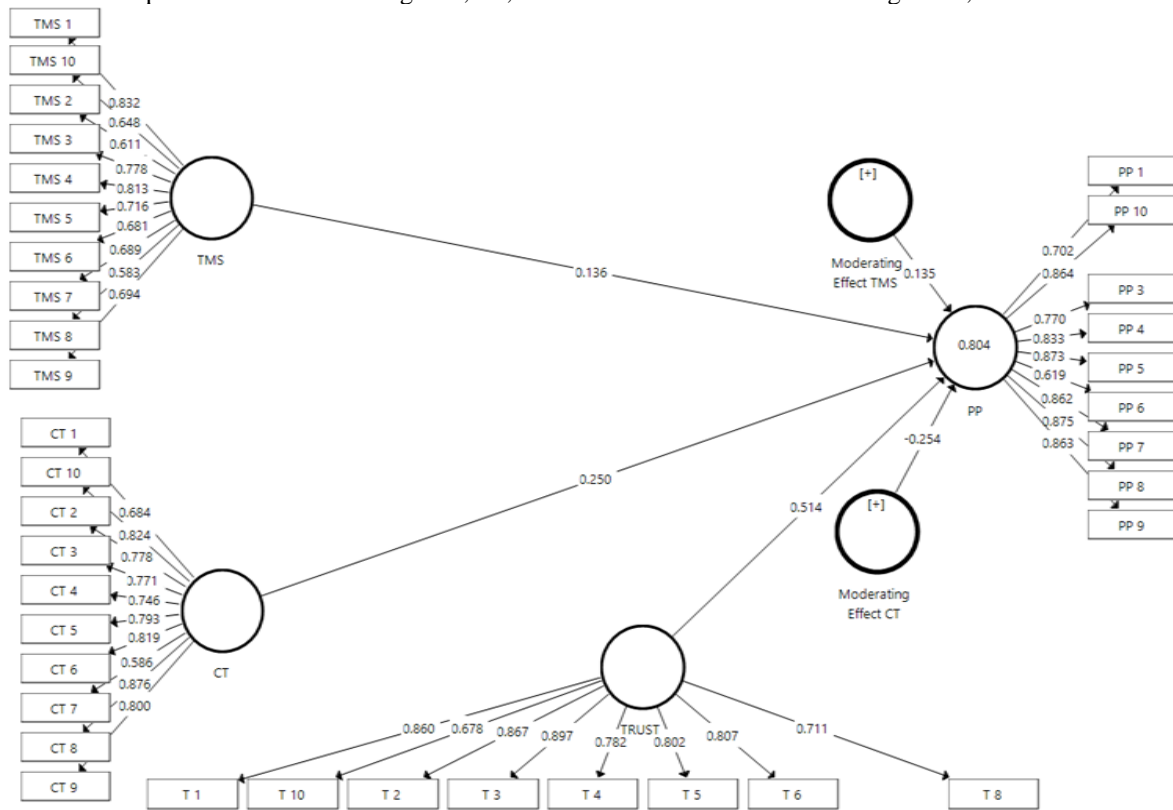 TMS 1
TMS 10
TMS 2
TMS 3
TMS 4
TMS 5
TMS 6
TMS 7
TMS 8
TMS 9
0.832
0.648
0.611
0.778
0.813
0.716
0.681
0.689
0.583
0.694
TMS
0.136
[+]
Moderating
Effect TMS
0.135
0.804
PP
0.702
0.864
0.770
0.833
0.873
0.619
0.862
0.875
0.863
PP 1
PP 10
PP 3
PP 4
PP 5
PP 6
PP 7
PP 8
PP 9
CT 1
CT 10
CT 2
CT 3
CT 4
CT 5
CT 6
CT 7
CT 8
CT 9
0.684
0.824
0.778
0.771
0.746
0.793
0.819
0.586
0.876
0.800
CT
0.250
-0.254
0.514
[+]
Moderating
Effect CT
TRUST
0.860
0.678
0.867
0.897
0.782
0.802
0.807
0.711
T 1
T 10
T 2
T 3
T 4
T 5
T 6
T 8